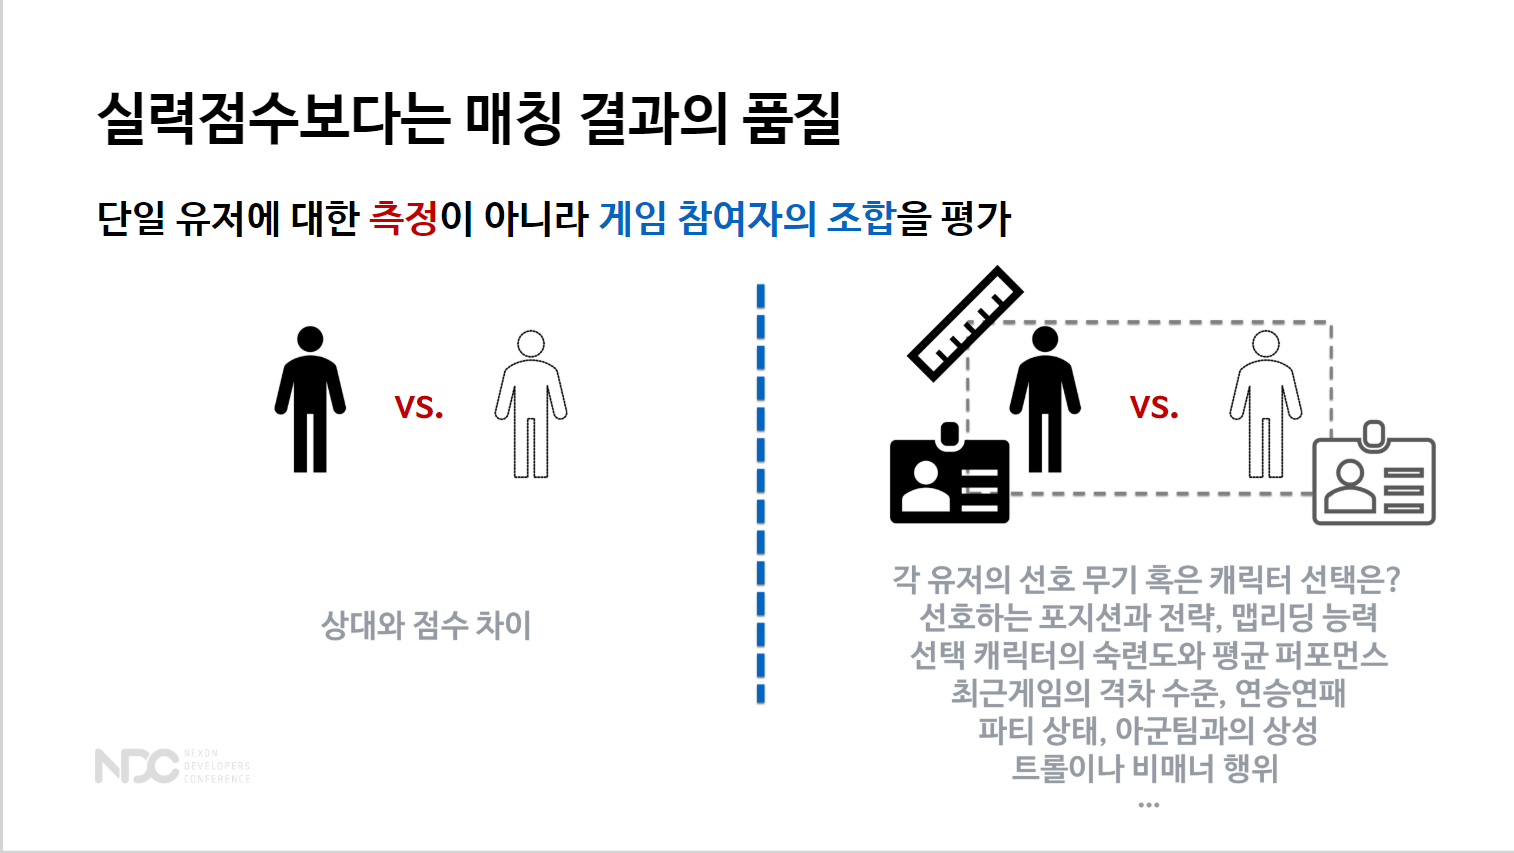 실력점수보다는 매칭 결과의 품질
단일 유저에 대한 측정이 아니라 게임 참여자의 조합을 평가
vs.
상대와 점수 차이
vs.
각 유저의 선호 무기 혹은 캐릭터 선택은?
선호하는 포지션과 전략, 맵리딩 능력
선택 캐릭터의 숙련도와 평균 퍼포먼스
최근게임의 격차 수준, 연승연패
파티 상태, 아군팀과의 상성
트롤이나 비매너 행위
...
NDC
NEXON
DEVELOPERS
CONFERENCE